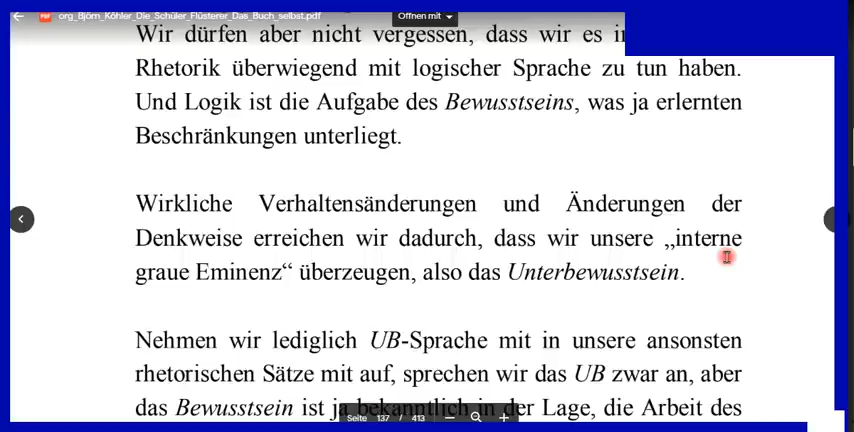 org_Björn_Köhler_Die_Schüler_Flüsterer_Das_Buch_selbst.pdf
Öffnen mit
Wir dürfen aber nicht vergessen, dass wir es
Rhetorik überwiegend mit logischer Sprache zu tun haben.
Und Logik ist die Aufgabe des Bewusstseins, was ja erlernten
Beschränkungen unterliegt.
Wirkliche Verhaltensänderungen und Änderungen der
Denkweise erreichen wir dadurch, dass wir unsere „interne
graue Eminenz“ überzeugen, also das Unterbewusstsein.
Nehmen wir lediglich UB-Sprache mit in unsere ansonsten
rhetorischen Sätze mit auf, sprechen wir das UB zwar an, aber
das Bewusstsein ist ja bekanntlich in der Lage, die Arbeit des
Seite 137 / 413